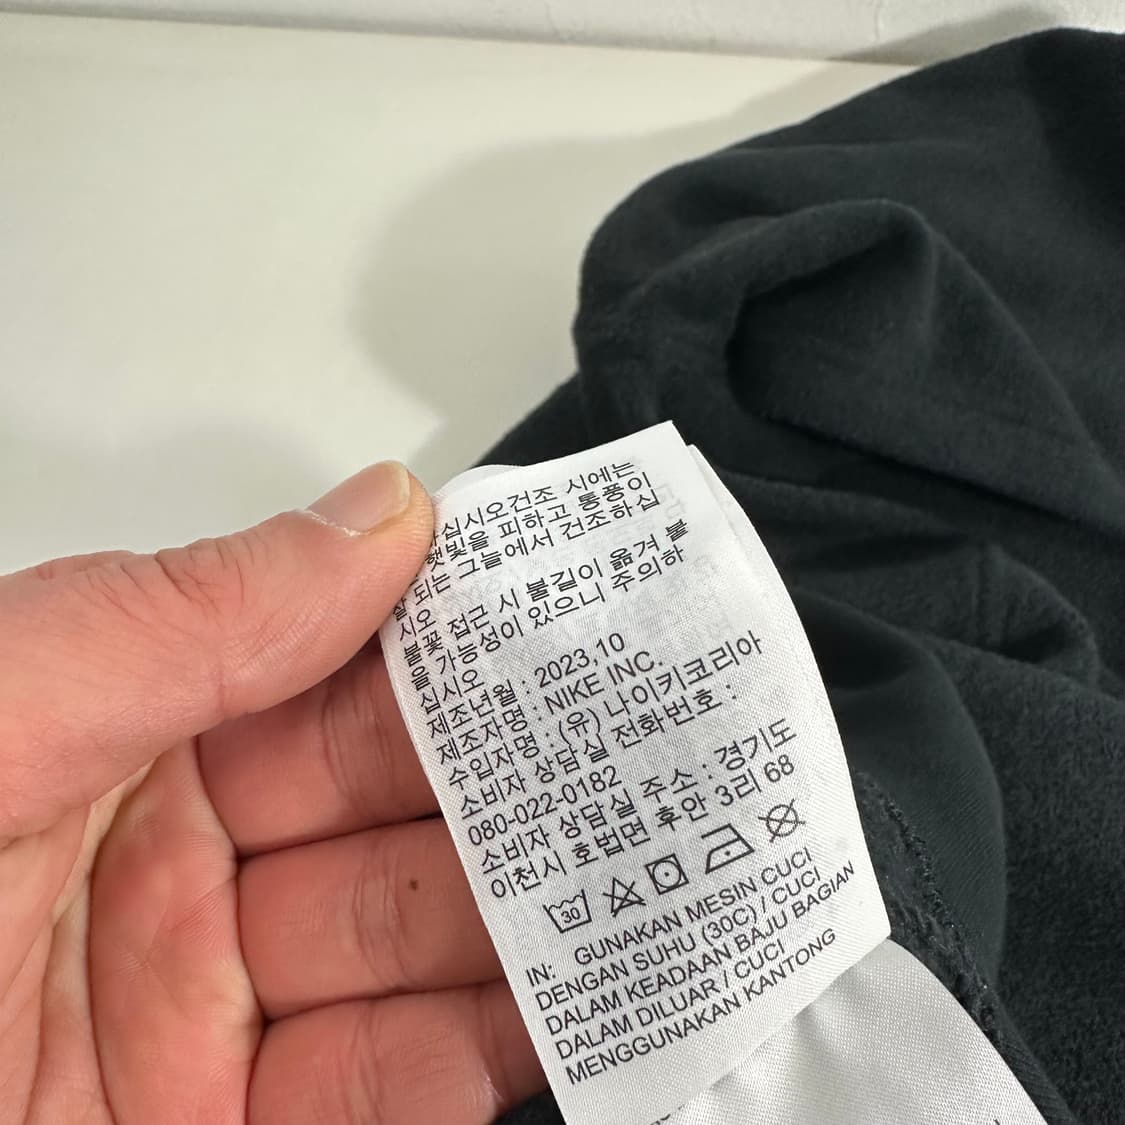 하십시오건조 시에는
햇빛을 피하고 통풍이
잘 되는 그늘에서 건조하십
시오
불꽃 접근 시 불길이 옮겨 붙
을 가능성이 있으니 주의하
십시오
제조년월 : 2023.10
제조자명 : NIKE INC.
수입자명 : (유) 나이키코리아
소비자 상담실 전화번호 :
080-022-0182
소비자 상담실 주소 : 경기도
이천시 호법면 후안 3리 68
30
IN: GUNAKAN MESIN CUCI
DENGAN SUHU (30C) / CUCI
DALAM KEADAAN BAJU BAGIAN
DALAM DILUAR / CUCI
MENGGUNAKAN KANTONG